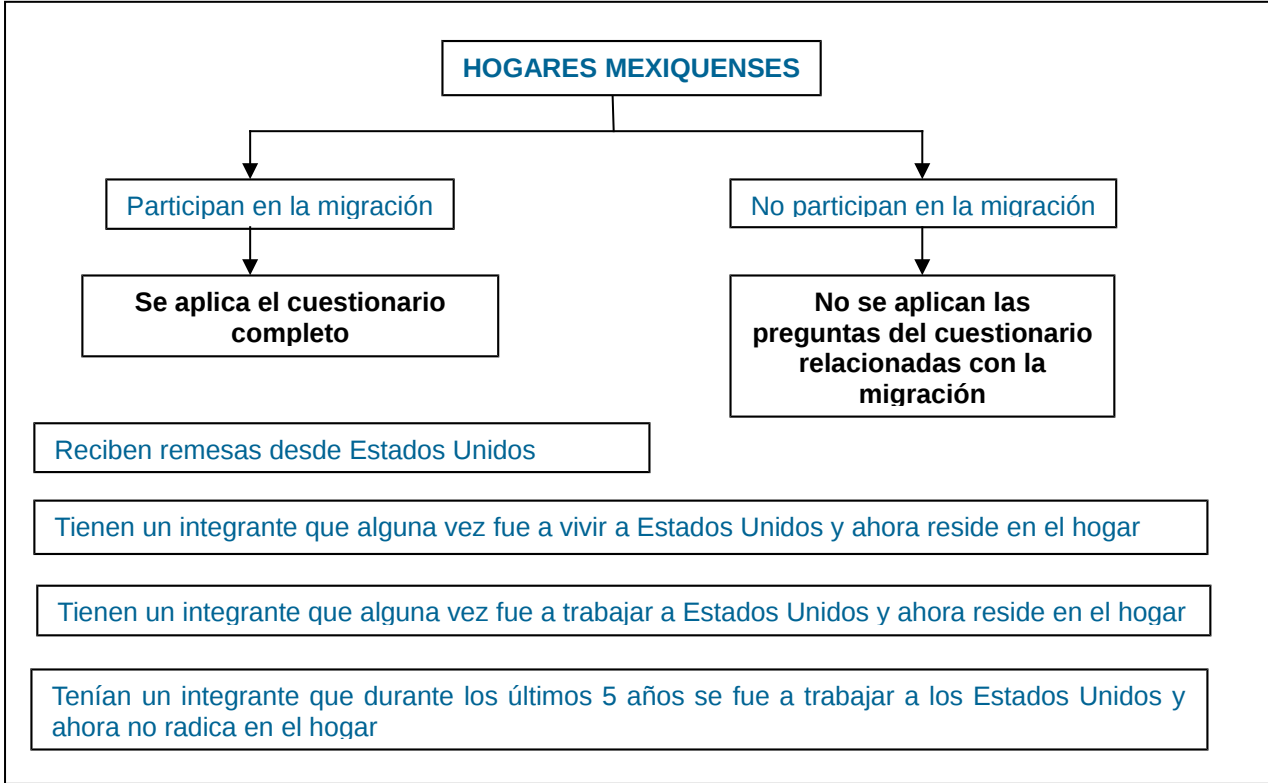 HOGARES MEXIQUENSES
Participan en la migración
No participan en la migración
Se aplica el cuestionario
completo
No se aplican las
preguntas del cuestionario
relacionadas con la
migración
Reciben remesas desde Estados Unidos
Tienen un integrante que alguna vez fue a vivir a Estados Unidos y ahora reside en el hogar
Tienen un integrante que alguna vez fue a trabajar a Estados Unidos y ahora reside en el hogar
Tenían un integrante que durante los últimos 5 años se fue a trabajar a los Estados Unidos y
ahora no radica en el hogar